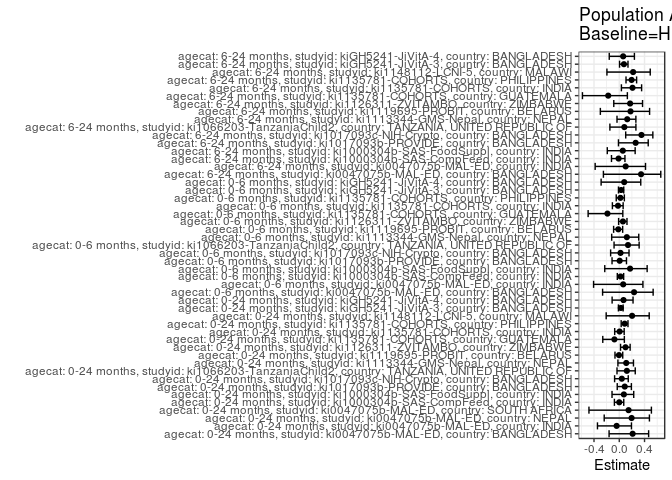 Population A
Baseline=H
agecat: 6-24 months, studyid: kiGH5241-JiVitA-4, country: BANGLADESH
agecat: 6-24 months, studyid: kiGH5241-JiVitA-3, country: BANGLADESH
agecat: 6-24 months, studyid: ki1148112-LCNI-5, country: MALAWI
agecat: 6-24 months, studyid: ki1135781-COHORTS, country: PHILIPPINES
agecat: 6-24 months, studyid: ki1135781-COHORTS, country: INDIA
agecat: 6-24 months, studyid: ki1135781-COHORTS, country: GUATEMALA
agecat: 6-24 months, studyid: ki1126311-ZVITAMBO, country: ZIMBABWE
agecat: 6-24 months, studyid: ki1119695-PROBIT, country: BELARUS
agecat: 6-24 months, studyid: ki1113344-GMS-Nepal, country: NEPAL
agecat: 6-24 months, studyid: ki1066203-TanzaniaChild2, country: TANZANIA, UNITED REPUBLIC OF
agecat: 6-24 months, studyid: ki1017093c-NIH-Crypto, country: BANGLADESH
agecat: 6-24 months, studyid: ki1017093b-PROVIDE, country: BANGLADESH
agecat: 6-24 months, studyid: ki1000304b-SAS-FoodSuppl, country: INDIA
agecat: 6-24 months, studyid: ki1000304b-SAS-CompFeed, country: INDIA
agecat: 6-24 months, studyid: ki0047075b-MAL-ED, country: INDIA
agecat: 6-24 months, studyid: ki0047075b-MAL-ED, country: BANGLADESH
agecat: 0-6 months, studyid: kiGH5241-JiVitA-4, country: BANGLADESH
agecat: 0-6 months, studyid: kiGH5241-JiVitA-3, country: BANGLADESH
agecat: 0-6 months, studyid: ki1135781-COHORTS, country: PHILIPPINES
agecat: 0-6 months, studyid: ki1135781-COHORTS, country: INDIA
agecat: 0-6 months, studyid: ki1135781-COHORTS, country: GUATEMALA
agecat: 0-6 months, studyid: ki1126311-ZVITAMBO, country: ZIMBABWE
agecat: 0-6 months, studyid: ki1119695-PROBIT, country: BELARUS
agecat: 0-6 months, studyid: ki1113344-GMS-Nepal, country: NEPAL
agecat: 0-6 months, studyid: ki1066203-TanzaniaChild2, country: TANZANIA, UNITED REPUBLIC OF
agecat: 0-6 months, studyid: ki1017093c-NIH-Crypto, country: BANGLADESH
agecat: 0-6 months, studyid: ki1017093b-PROVIDE, country: BANGLADESH
agecat: 0-6 months, studyid: ki1000304b-SAS-FoodSuppl, country: INDIA
agecat: 0-6 months, studyid: ki1000304b-SAS-CompFeed, country: INDIA
agecat: 0-6 months, studyid: ki0047075b-MAL-ED, country: INDIA
agecat: 0-6 months, studyid: ki0047075b-MAL-ED, country: BANGLADESH
agecat: 0-24 months, studyid: kiGH5241-JiVitA-4, country: BANGLADESH
agecat: 0-24 months, studyid: kiGH5241-JiVitA-3, country: BANGLADESH
agecat: 0-24 months, studyid: ki1148112-LCNI-5, country: MALAWI
agecat: 0-24 months, studyid: ki1135781-COHORTS, country: PHILIPPINES
agecat: 0-24 months, studyid: ki1135781-COHORTS, country: INDIA
agecat: 0-24 months, studyid: ki1135781-COHORTS, country: GUATEMALA
agecat: 0-24 months, studyid: ki1126311-ZVITAMBO, country: ZIMBABWE
agecat: 0-24 months, studyid: ki1119695-PROBIT, country: BELARUS
agecat: 0-24 months, studyid: ki1113344-GMS-Nepal, country: NEPAL
agecat: 0-24 months, studyid: ki1066203-TanzaniaChild2, country: TANZANIA, UNITED REPUBLIC OF
agecat: 0-24 months, studyid: ki1017093c-NIH-Crypto, country: BANGLADESH
agecat: 0-24 months, studyid: ki1017093b-PROVIDE, country: BANGLADESH
agecat: 0-24 months, studyid: ki1000304b-SAS-FoodSuppl, country: INDIA
agecat: 0-24 months, studyid: ki1000304b-SAS-CompFeed, country: INDIA
agecat: 0-24 months, studyid: ki0047075b-MAL-ED, country: SOUTH AFRICA
agecat: 0-24 months, studyid: ki0047075b-MAL-ED, country: NEPAL
agecat: 0-24 months, studyid: ki0047075b-MAL-ED, country: INDIA
agecat: 0-24 months, studyid: ki0047075b-MAL-ED, country: BANGLADESH
-0.4 0.0 0.4
Estimate